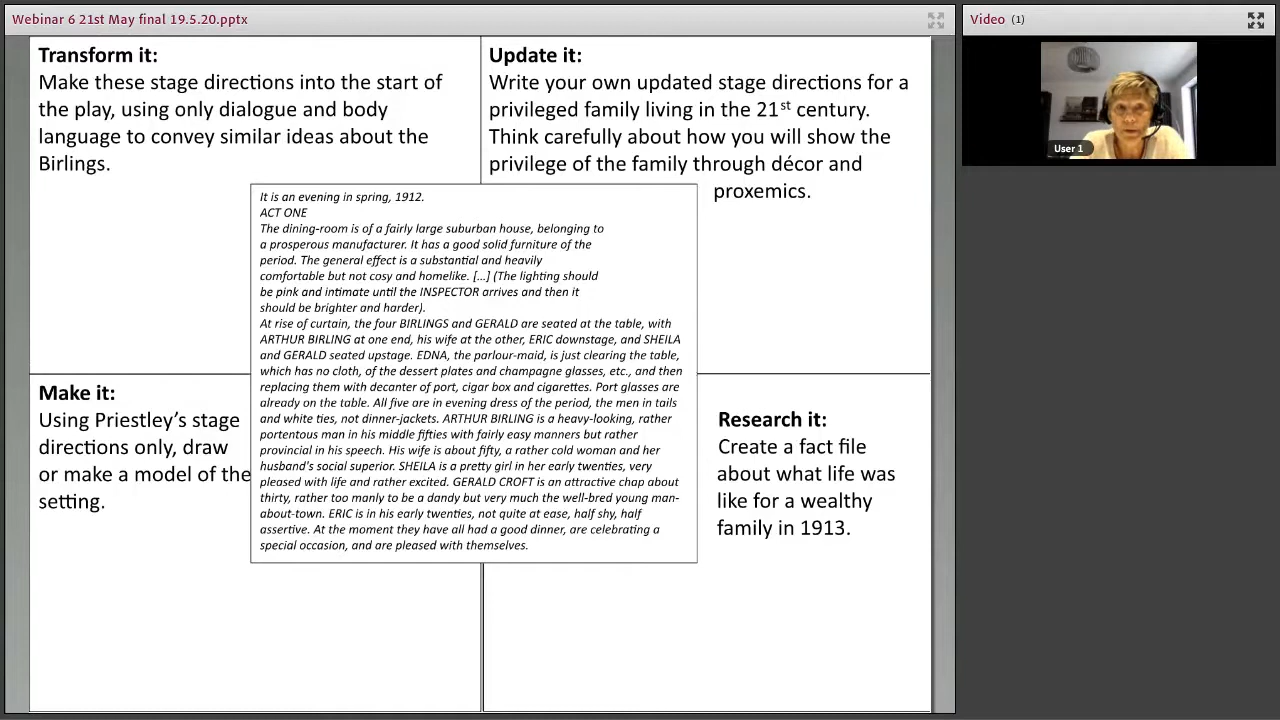 Webinar 6 21st May final 19.5.20.pptx
Video (1)
User 1
Transform it:
Make these stage directions into the start of
the play, using only dialogue and body
language to convey similar ideas about the
Birlings.
Update it:
Write your own updated stage directions for a
privileged family living in the 21st century.
Think carefully about how you will show the
privilege of the family through décor and
proxemics.
It is an evening in spring, 1912.
ACT ONE
The dining-room is of a fairly large suburban house, belonging to
a prosperous manufacturer. It has a good solid furniture of the
period. The general effect is a substantial and heavily
comfortable but not cosy and homelike. [...] (The lighting should
be pink and intimate until the INSPECTOR arrives and then it
should be brighter and harder).
At rise of curtain, the four BIRLINGS and GERALD are seated at the table, with
ARTHUR BIRLING at one end, his wife at the other, ERIC downstage, and SHEILA
and GERALD seated upstage. EDNA, the parlour-maid, is just clearing the table,
which has no cloth, of the dessert plates and champagne glasses, etc., and then
replacing them with decanter of port, cigar box and cigarettes. Port glasses are
already on the table. All five are in evening dress of the period, the men in tails
and white ties, not dinner-jackets. ARTHUR BIRLING is a heavy-looking, rather
portentous man in his middle fifties with fairly easy manners but rather
provincial in his speech. His wife is about fifty, a rather cold woman and her
husband's social superior. SHEILA is a pretty girl in her early twenties, very
pleased with life and rather excited. GERALD CROFT is an attractive chap about
thirty, rather too manly to be a dandy but very much the well-bred young man-
about-town. ERIC is in his early twenties, not quite at ease, half shy, half
assertive. At the moment they have all had a good dinner, are celebrating a
special occasion, and are pleased with themselves.
Make it:
Using Priestley's stage
directions only, draw
or make a model of the
setting.
Research it:
Create a fact file
about what life was
like for a wealthy
family in 1913.